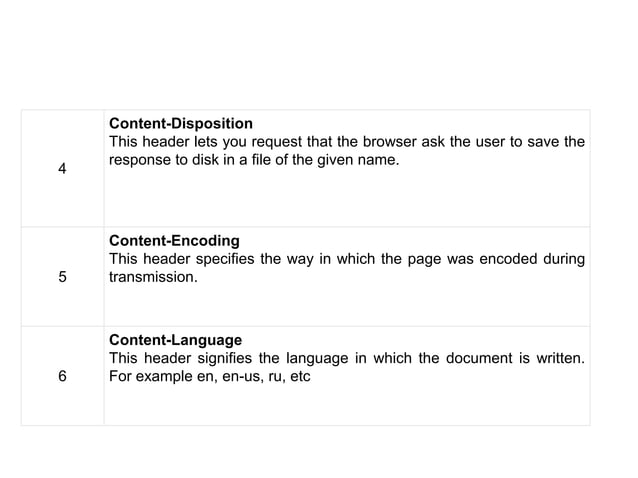 4
Content-Disposition
This header lets you request that the browser ask the user to save the
response to disk in a file of the given name.
5
Content-Encoding
This header specifies the way in which the page was encoded during
transmission.
6
Content-Language
This header signifies the language in which the document is written.
For example en, en-us, ru, etc